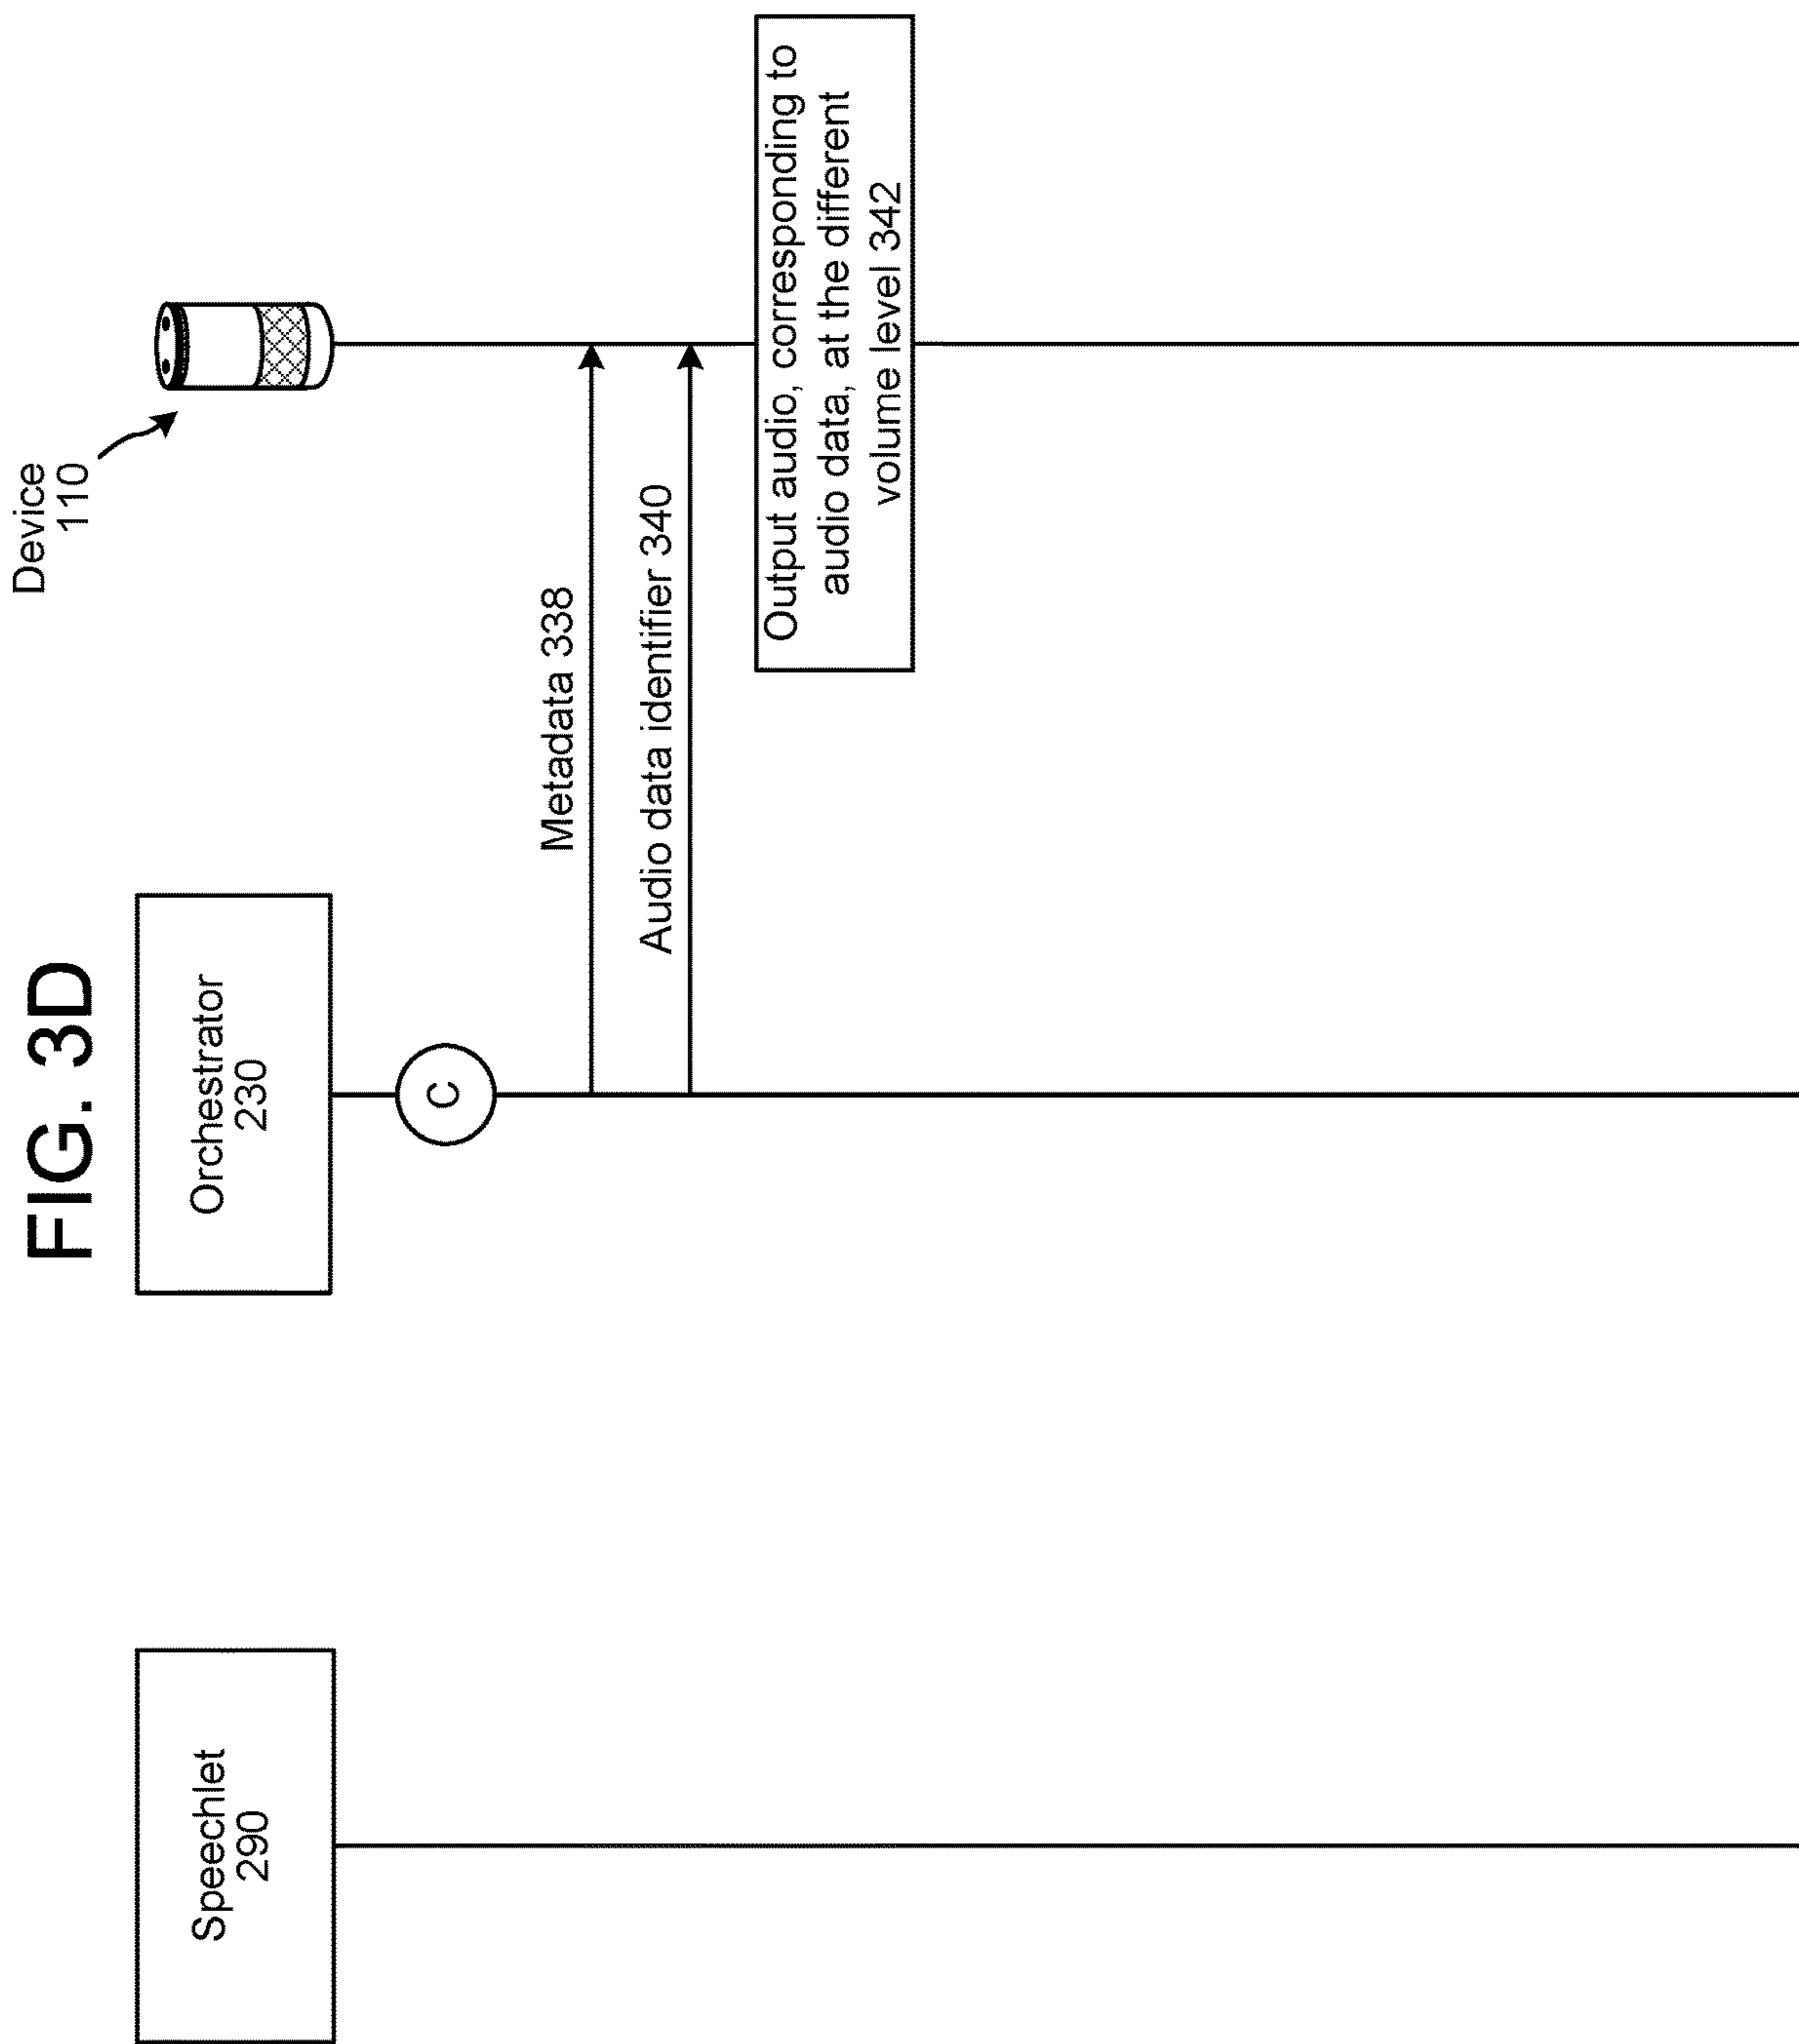 FIG. 3D
Device
110
Orchestrator
230
Speechlet
290
C
Metadata 338
Audio data identifier 340
Output audio, corresponding to
audio data, at the different
volume level 342